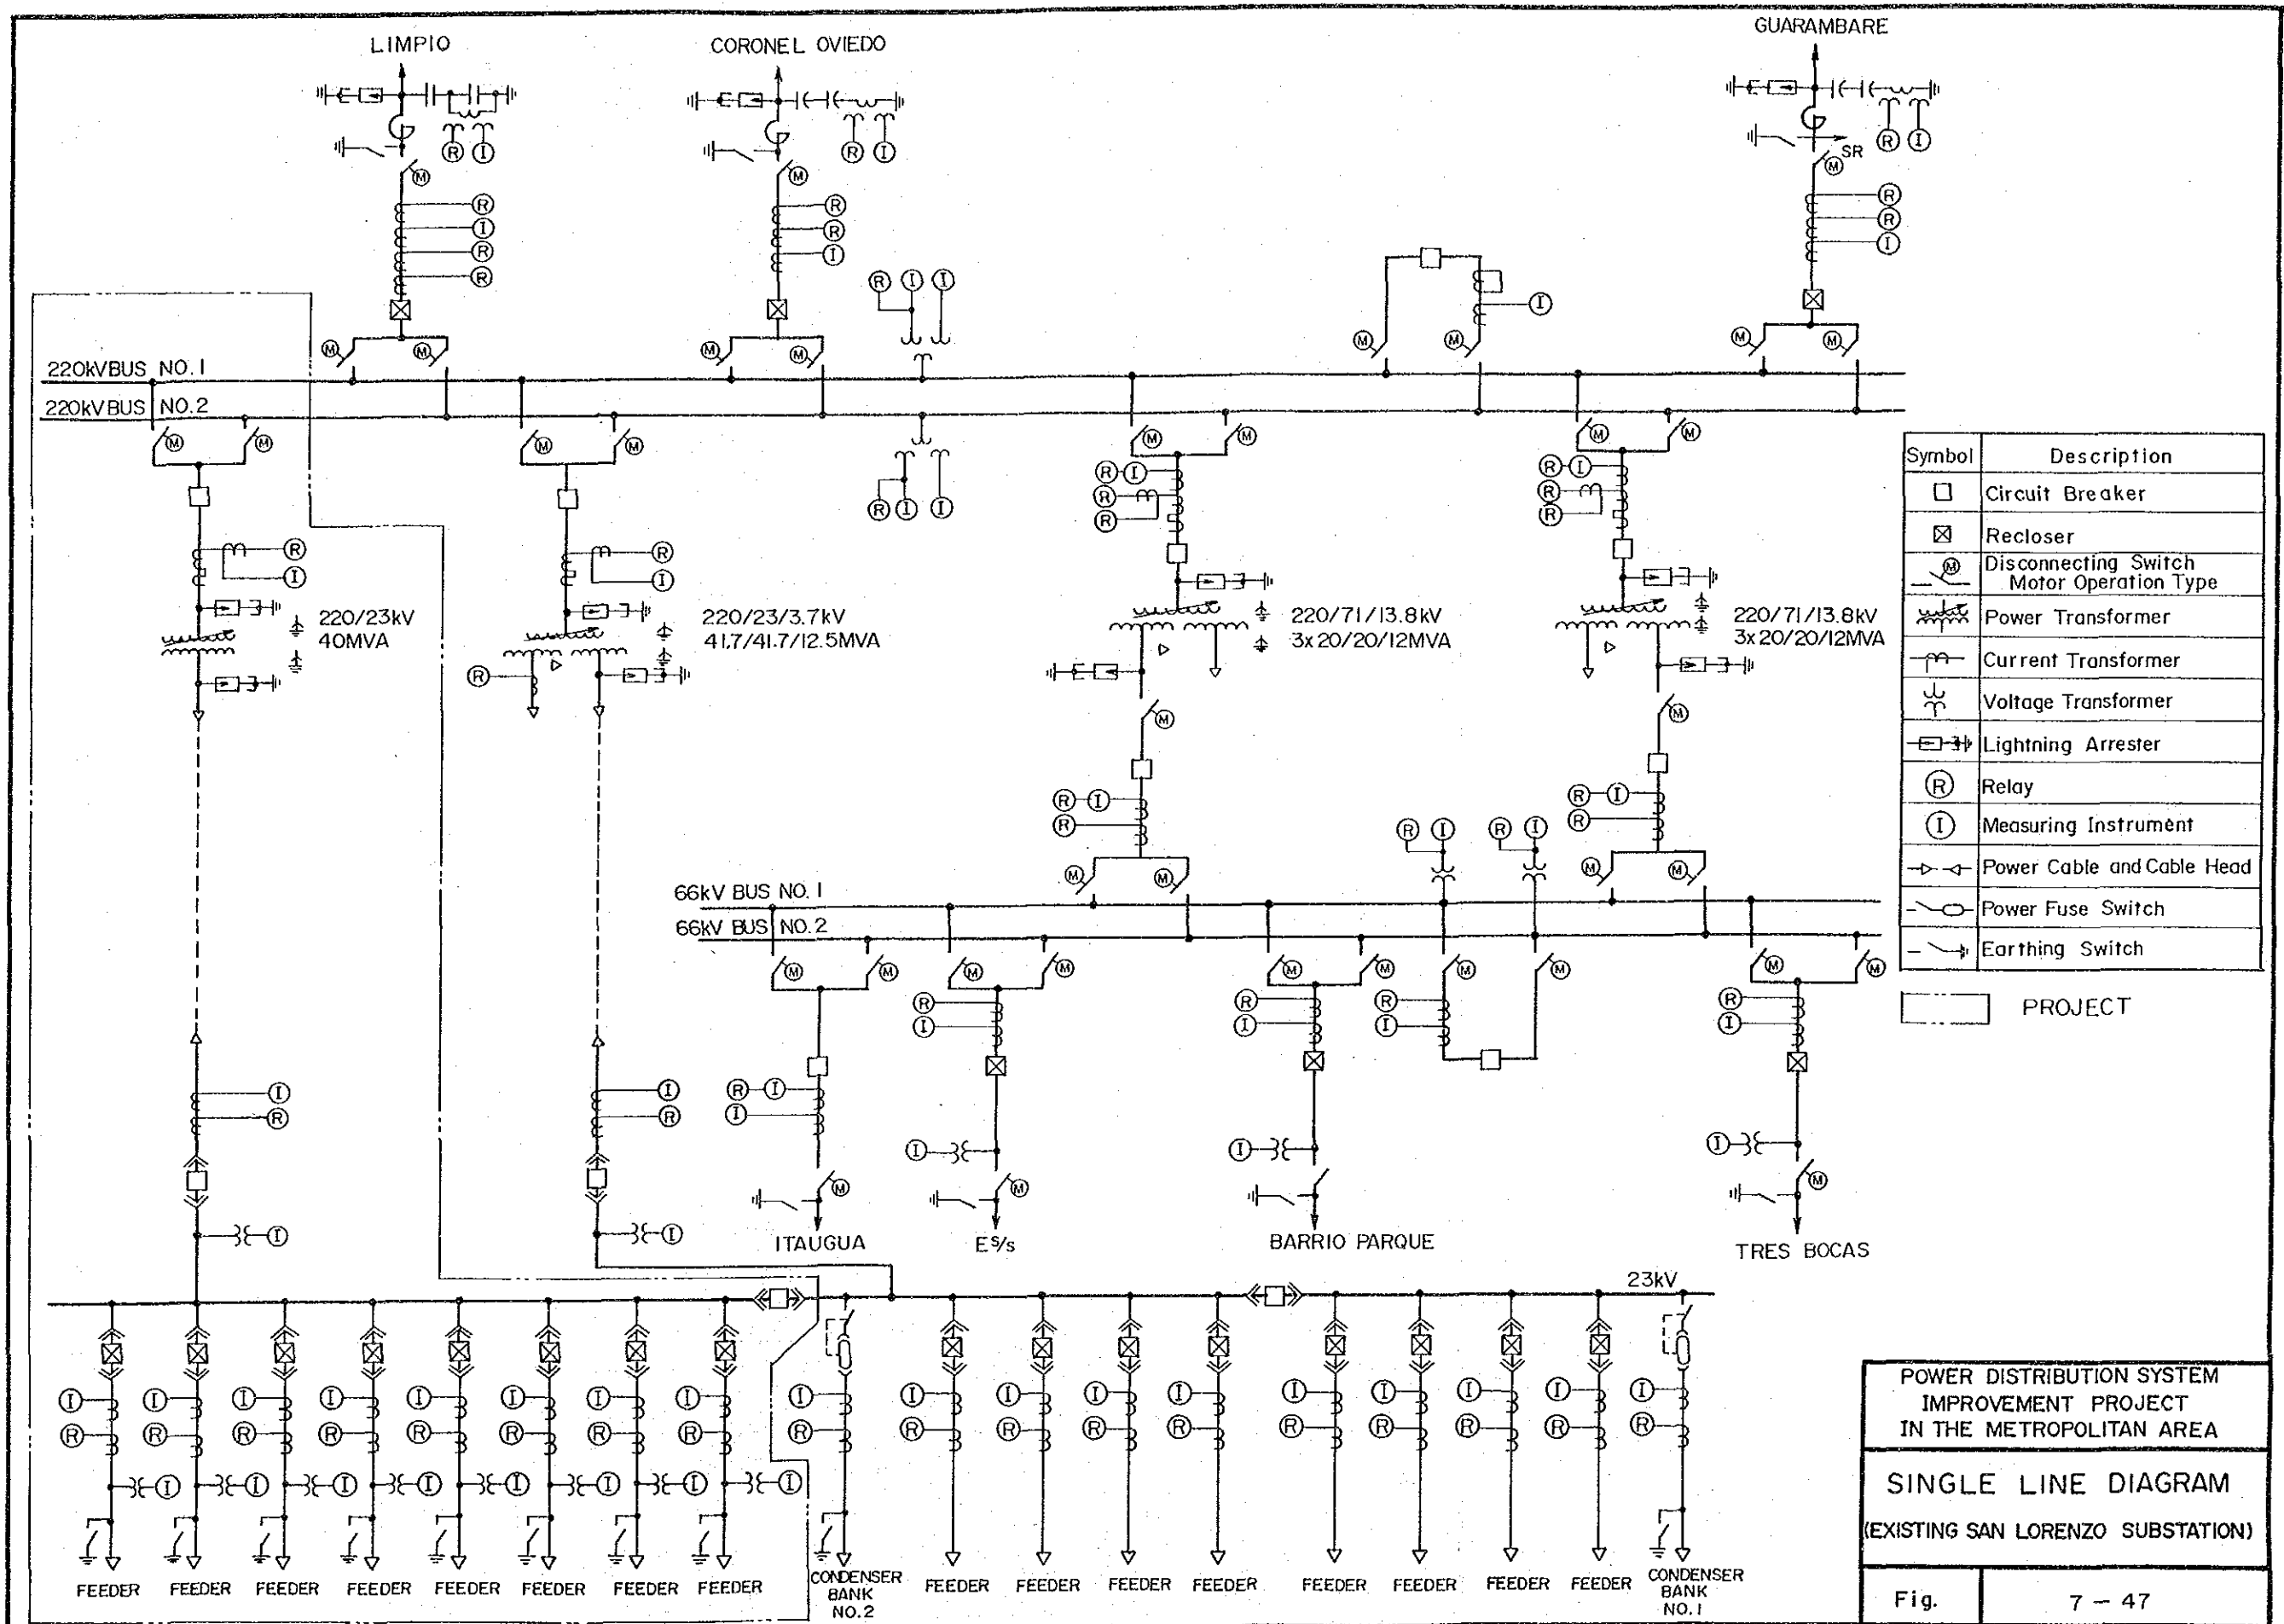 LIMPIO
CORONEL OVIEDO
GUARAMBARE
R I
R I
SR
R I
M
M
M
R
I
R
R
R
R
I
R
R
I
R I I
I
M M
M M
M M
M M
220kV BUS NO.1
220kV BUS NO.2
M M
M M
M M
M M
R I I
R I
R
R
R I
R
R
R
I
R
I
220/23kV
40MVA
220/23/3.7kV
41.7/41.7/12.5MVA
220/71/13.8kV
3x20/20/12MVA
220/71/13.8kV
3x20/20/12MVA
R
M
M
R I
R
R I
R
R I
R I
M M
M M
66kV BUS NO.1
66kV BUS NO.2
M M
M M
M M
M M
M M
R
I
R
I
R
I
R
I
I
R
I
R
R I
I
I
I
I
M
M
M
I
I
ITAUGUA
ES/S
BARRIO PARQUE
TRES BOCAS
23kV
I I I I I I I I I I I I I I I I I I
R R R R R R R R R R R R R R R R R R
I I I I I I I I
FEEDER FEEDER FEEDER FEEDER FEEDER FEEDER FEEDER FEEDER
CONDENSER
BANK
NO.2
FEEDER FEEDER FEEDER FEEDER FEEDER FEEDER FEEDER FEEDER
CONDENSER
BANK
NO.1
Symbol Description
Circuit Breaker
Recloser
M Disconnecting Switch
Motor Operation Type
Power Transformer
Current Transformer
Voltage Transformer
Lightning Arrester
R Relay
I Measuring Instrument
Power Cable and Cable Head
Power Fuse Switch
Earthing Switch
PROJECT
POWER DISTRIBUTION SYSTEM
IMPROVEMENT PROJECT
IN THE METROPOLITAN AREA
SINGLE LINE DIAGRAM
(EXISTING SAN LORENZO SUBSTATION)
Fig. 7 - 47